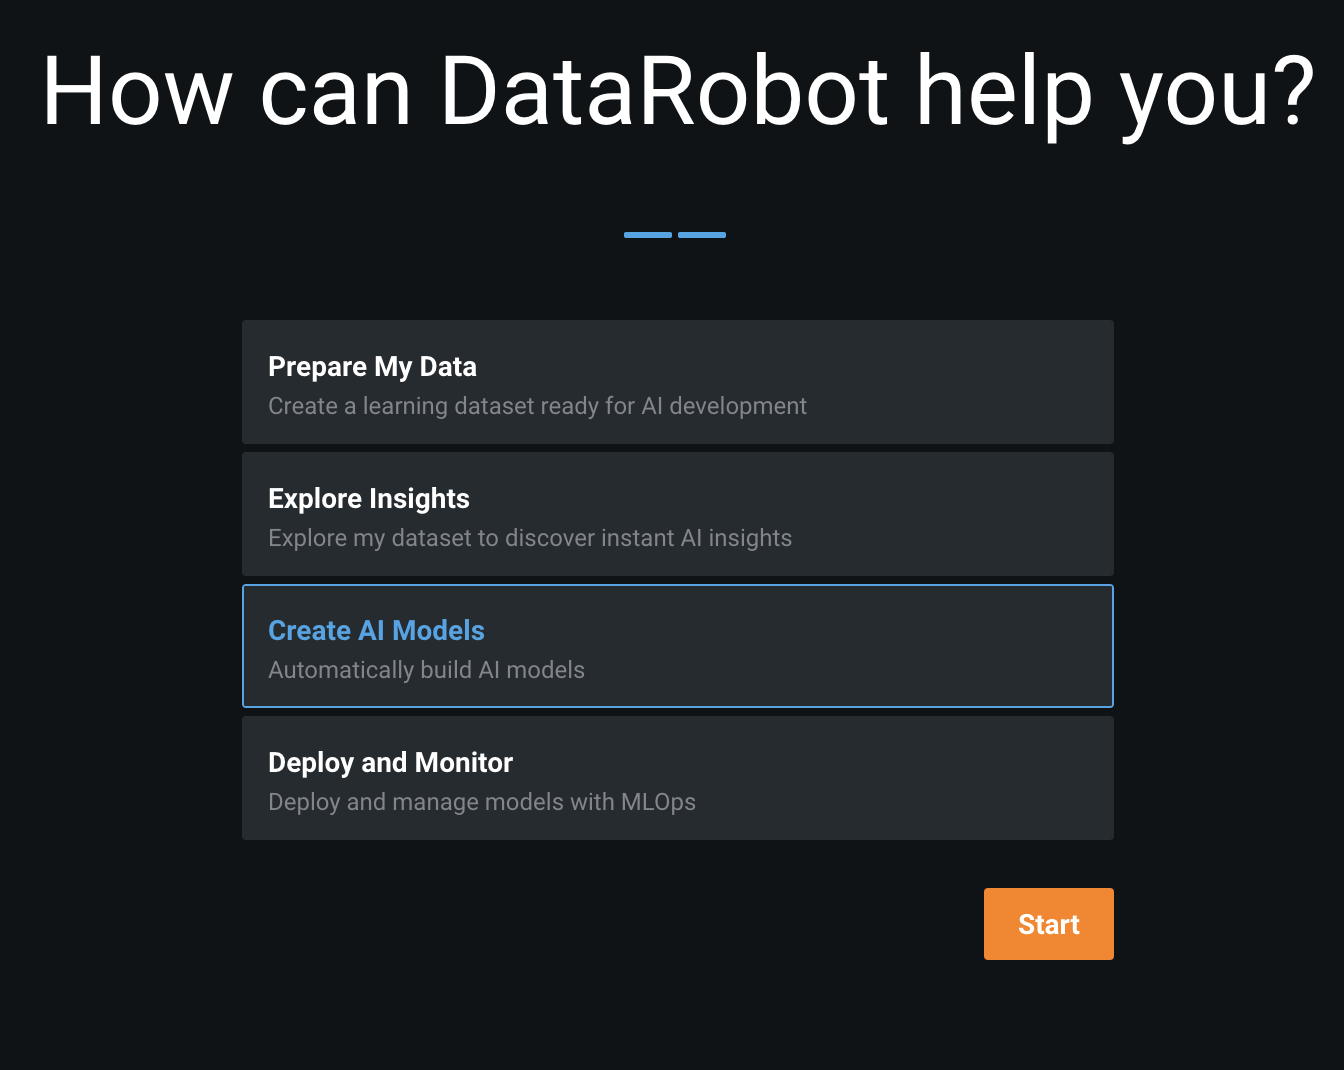 How can DataRobot help you?
Prepare My Data
Create a learning dataset ready for AI development
Explore Insights
Explore my dataset to discover instant AI insights
Create AI Models
Automatically build AI models
Deploy and Monitor
Deploy and manage models with MLOps
Start